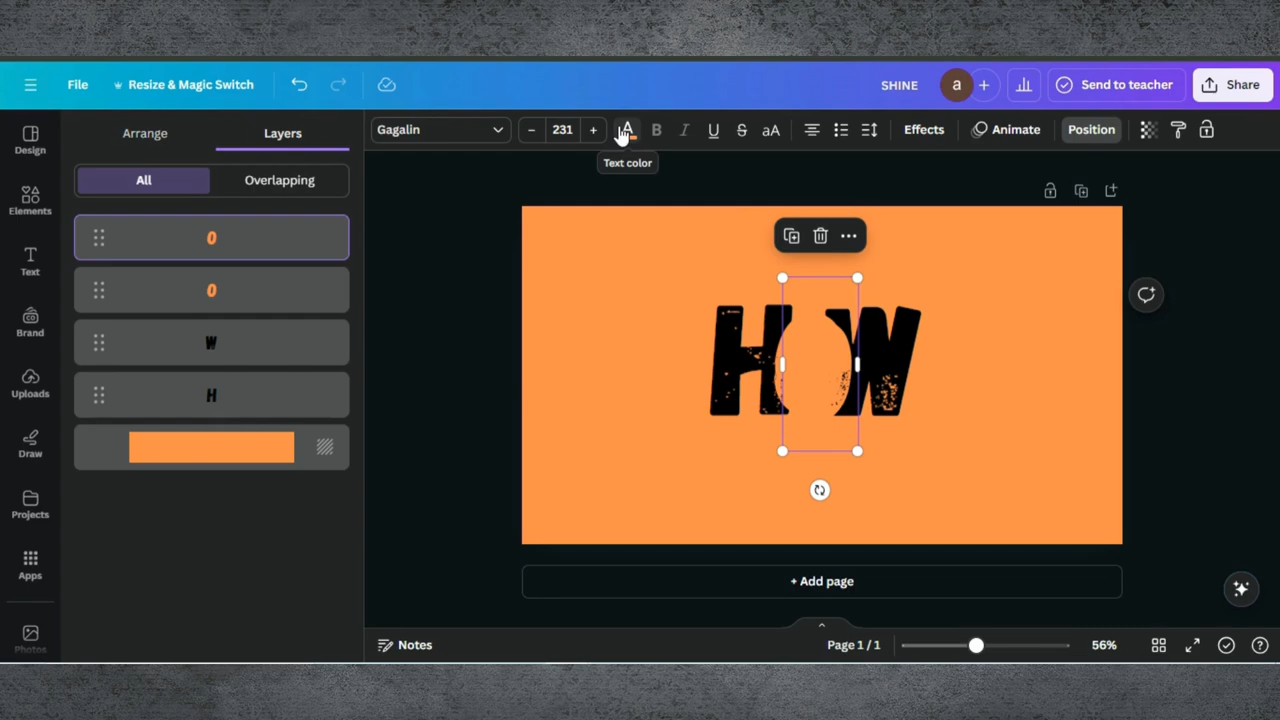 File
Resize & Magic Switch
SHINE
a
Send to teacher
Share
Design
Elements
Text
Brand
Uploads
Draw
Projects
Apps
Photos
Arrange
Layers
All
Overlapping
O
O
W
H
Gagalin
– 231 +
A
B
I
U
S
aA
Effects
Animate
Position
Text color
H W
+ Add page
Notes
Page 1 / 1
56%